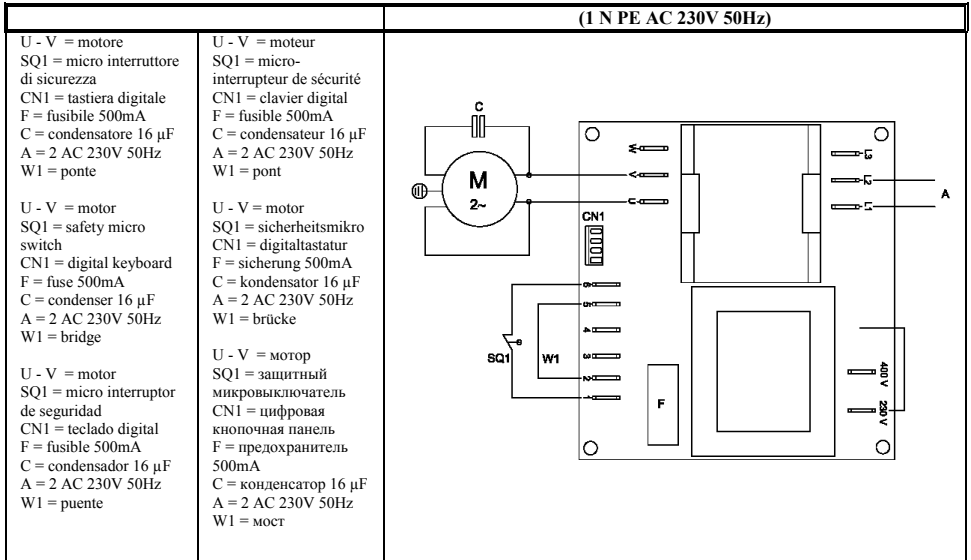 (1 N PE AC 230V 50Hz)
U - V = motore
SQ1 = micro interruttore
di sicurezza
CN1 = tastiera digitale
F = fusibile 500mA
C = condensatore 16 µF
A = 2 AC 230V 50Hz
W1 = ponte
U - V = motor
SQ1 = safety micro
switch
CN1 = digital keyboard
F = fuse 500mA
C = condenser 16 µF
A = 2 AC 230V 50Hz
W1 = bridge
U - V = motor
SQ1 = micro interruptor
de seguridad
CN1 = teclado digital
F = fusible 500mA
C = condensador 16 µF
A = 2 AC 230V 50Hz
W1 = puente
U - V = moteur
SQ1 = micro-
interrupteur de sécurité
CN1 = clavier digital
F = fusible 500mA
C = condensateur 16 µF
A = 2 AC 230V 50Hz
W1 = pont
U - V = motor
SQ1 = sicherheitsmikro
CN1 = digitaltastatur
F = sicherung 500mA
C = kondensator 16 µF
A = 2 AC 230V 50Hz
W1 = brücke
U - V = мотор
SQ1 = защитный
микровыключатель
CN1 = цифровая
кнопочная панель
F = предохранитель
500mA
C = конденсатор 16 µF
A = 2 AC 230V 50Hz
W1 = мост
C
M
2~
W
V
U
CN1
L3
L2
L1
A
6
5
4
3
2
1
SQ1
W1
F
400 V
230 V